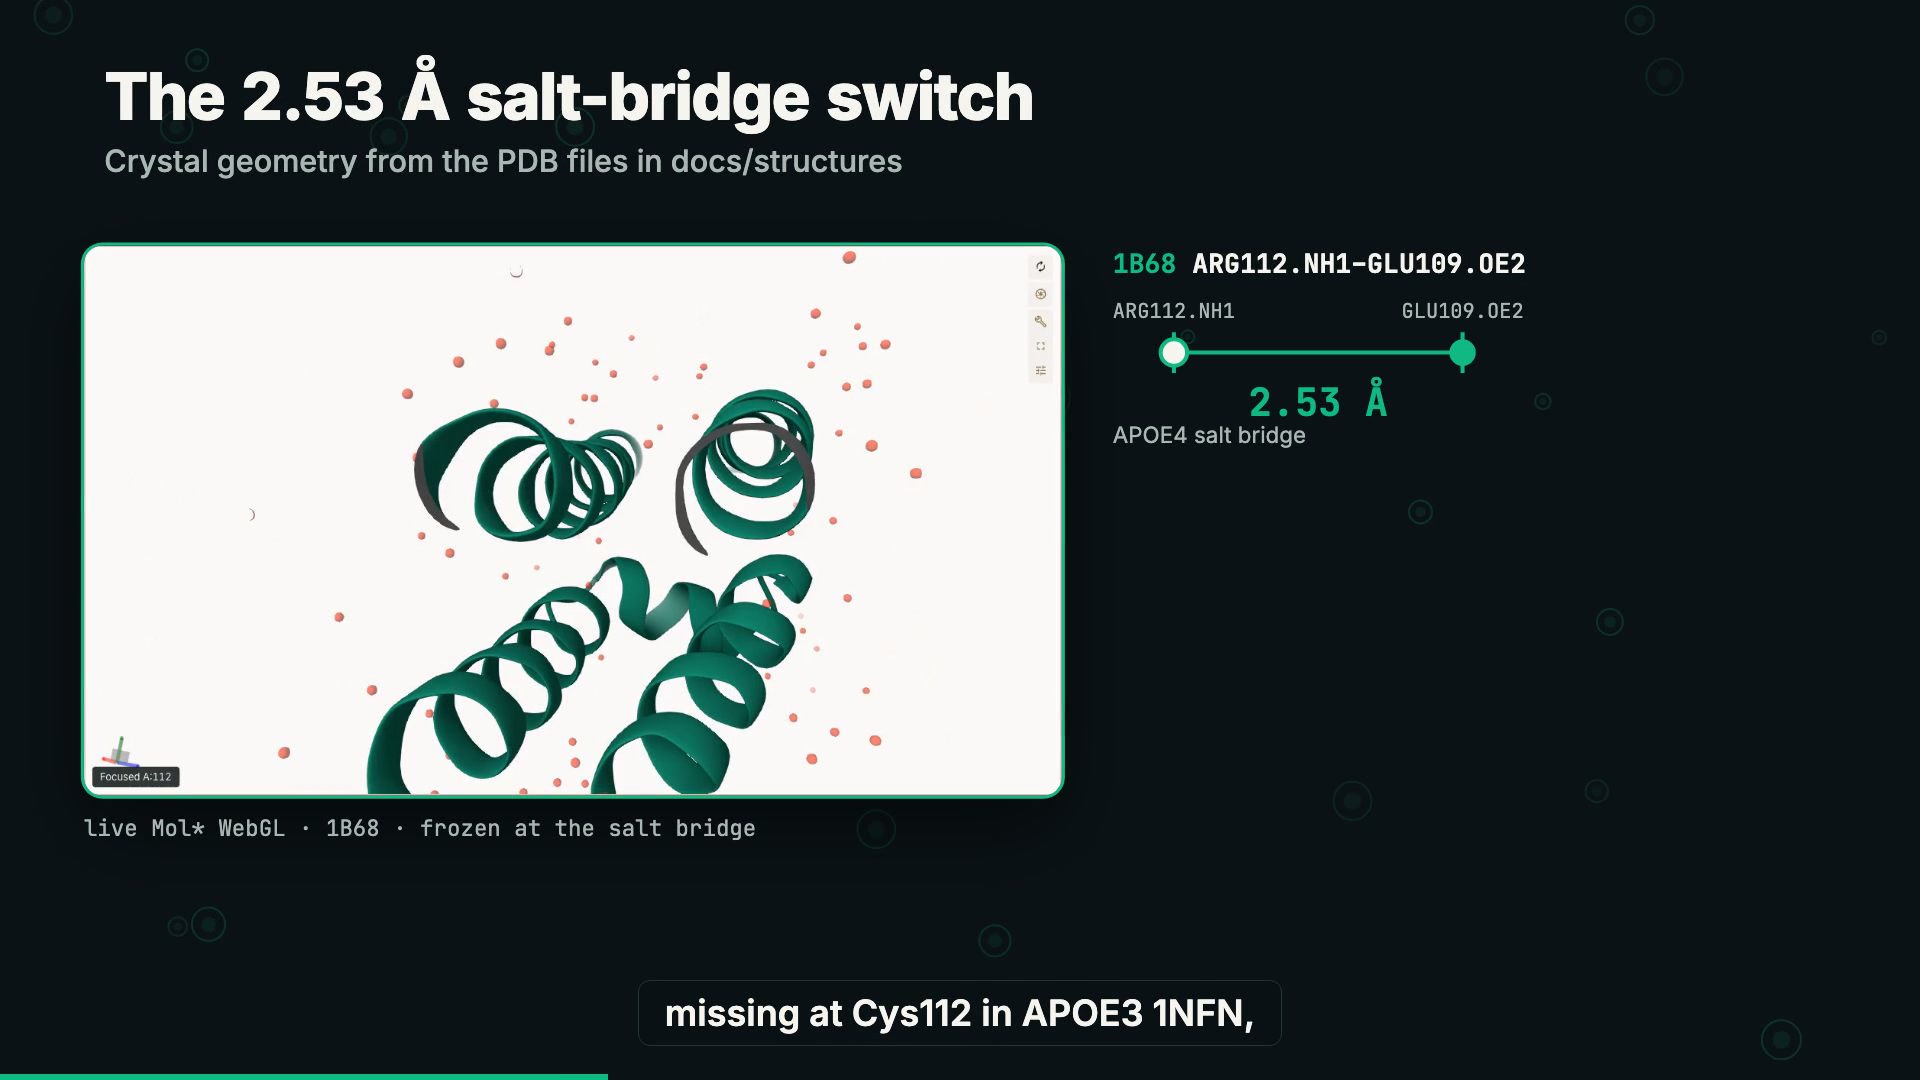 The 2.53 Å salt-bridge switch
Crystal geometry from the PDB files in docs/structures
1B68 ARG112.NH1–GLU109.OE2
ARG112.NH1 GLU109.OE2
2.53 Å
APOE4 salt bridge
Focused A:112
live Mol* WebGL · 1B68 · frozen at the salt bridge
missing at Cys112 in APOE3 1NFN,